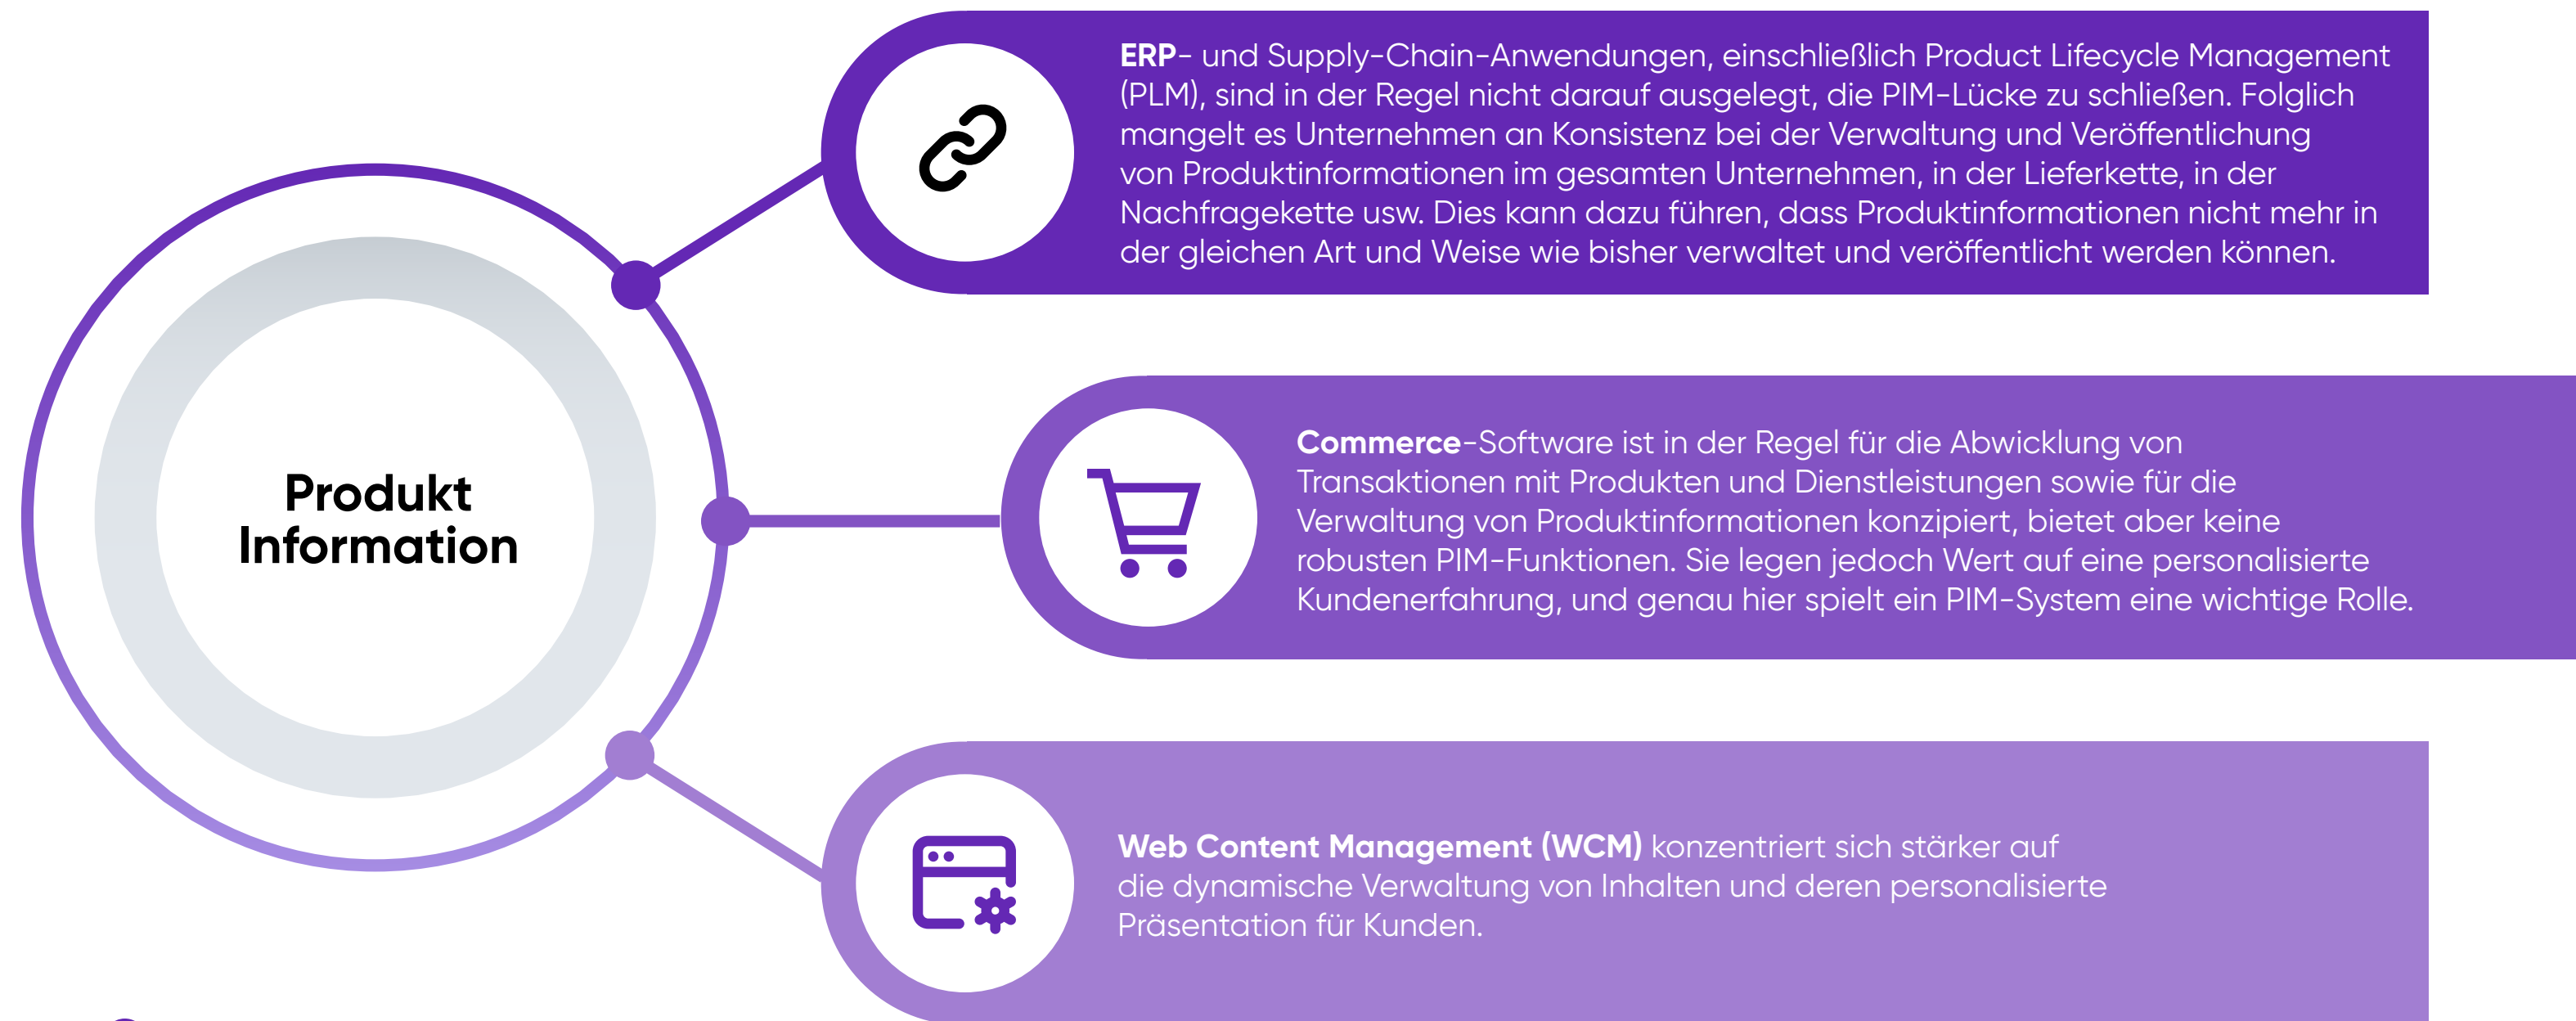 Produkt
Information
ERP- und Supply-Chain-Anwendungen, einschließlich Product Lifecycle Management
(PLM), sind in der Regel nicht darauf ausgelegt, die PIM-Lücke zu schließen. Folglich
mangelt es Unternehmen an Konsistenz bei der Verwaltung und Veröffentlichung
von Produktinformationen im gesamten Unternehmen, in der Lieferkette, in der
Nachfragekette usw. Dies kann dazu führen, dass Produktinformationen nicht mehr in
der gleichen Art und Weise wie bisher verwaltet und veröffentlicht werden können.
Commerce-Software ist in der Regel für die Abwicklung von
Transaktionen mit Produkten und Dienstleistungen sowie für die
Verwaltung von Produktinformationen konzipiert, bietet aber keine
robusten PIM-Funktionen. Sie legen jedoch Wert auf eine personalisierte
Kundenerfahrung, und genau hier spielt ein PIM-System eine wichtige Rolle.
Web Content Management (WCM) konzentriert sich stärker auf
die dynamische Verwaltung von Inhalten und deren personalisierte
Präsentation für Kunden.